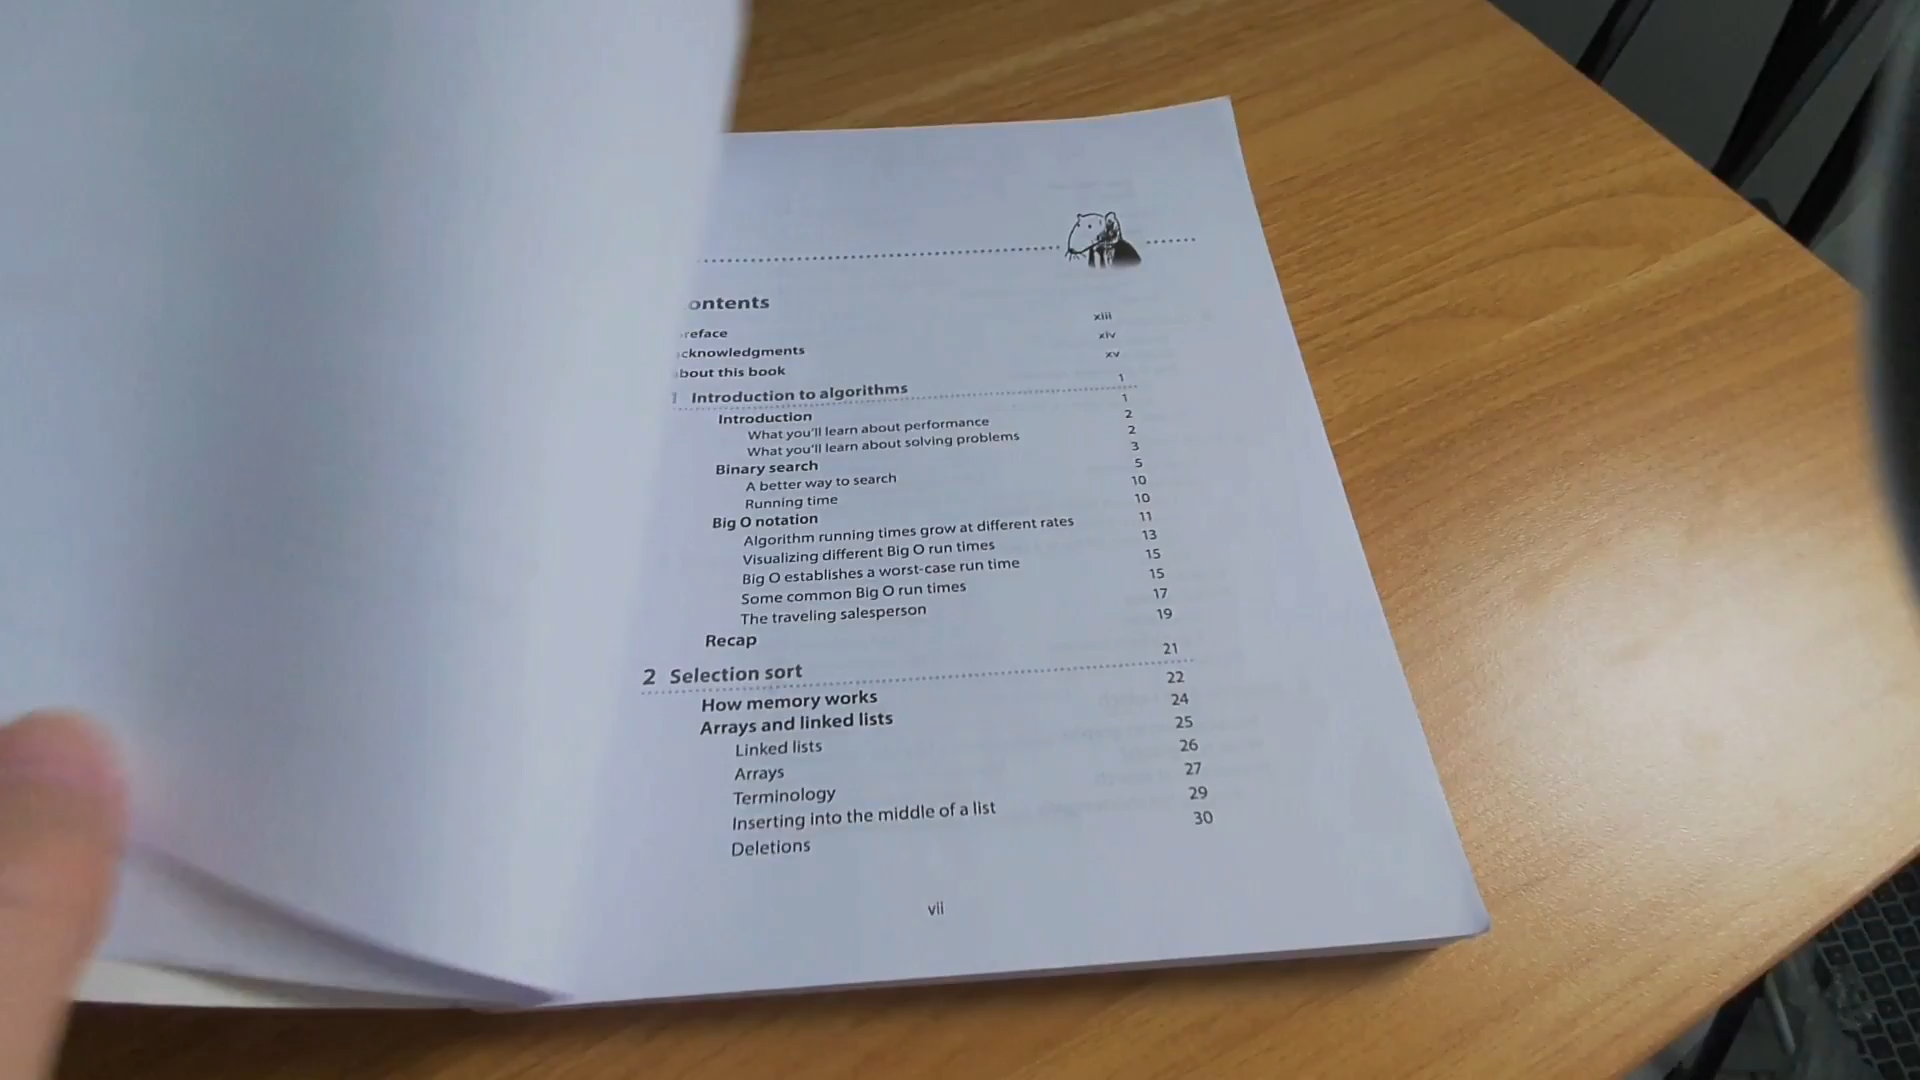 ontents
reface xiii
cknowledgments xiv
bout this book xv
1 Introduction to algorithms 1
Introduction 1
What you'll learn about performance 2
What you'll learn about solving problems 2
Binary search 3
A better way to search 5
Running time 10
Big O notation 10
Algorithm running times grow at different rates 11
Visualizing different Big O run times 13
Big O establishes a worst-case run time 15
Some common Big O run times 15
The traveling salesperson 17
Recap 19
2 Selection sort 21
How memory works 22
Arrays and linked lists 24
Linked lists 25
Arrays 26
Terminology 27
Inserting into the middle of a list 29
Deletions 30
vii